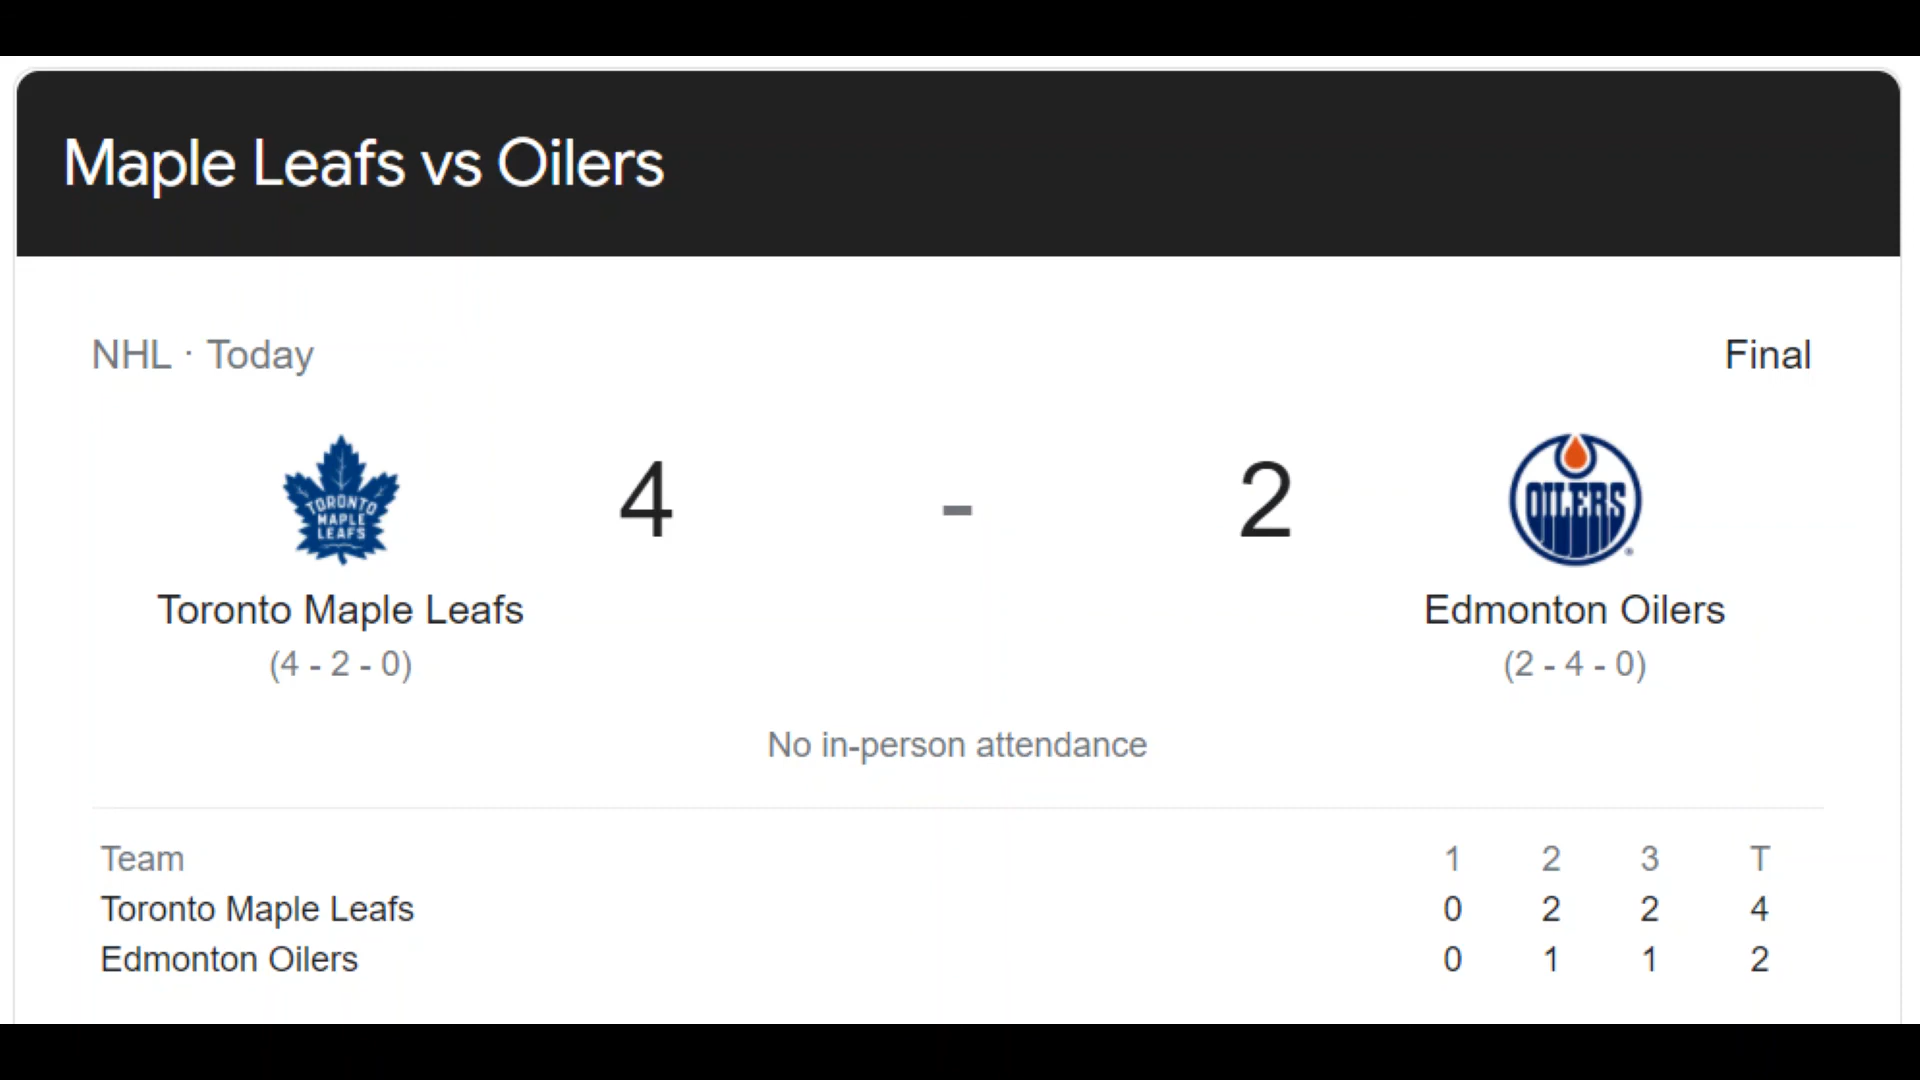 Maple Leafs vs Oilers
NHL · Today
Final
TORONTO
MAPLE
LEAFS
4 - 2
OILERS
Toronto Maple Leafs
Edmonton Oilers
(4 - 2 - 0)
(2 - 4 - 0)
No in-person attendance
Team 1 2 3 T
Toronto Maple Leafs 0 2 2 4
Edmonton Oilers 0 1 1 2